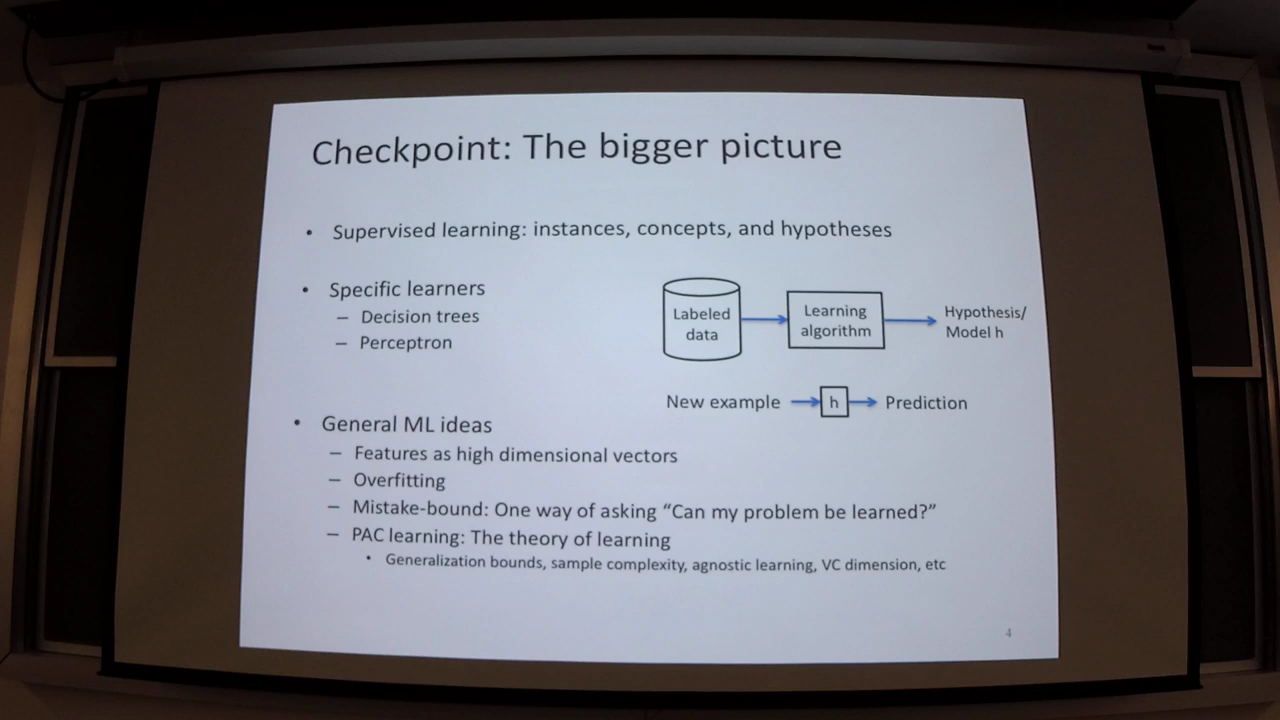 Checkpoint: The bigger picture
• Supervised learning: instances, concepts, and hypotheses
• Specific learners
– Decision trees
– Perceptron
Labeled
data
Learning
algorithm
Hypothesis/
Model h
New example
h
Prediction
• General ML ideas
– Features as high dimensional vectors
– Overfitting
– Mistake-bound: One way of asking “Can my problem be learned?”
– PAC learning: The theory of learning
• Generalization bounds, sample complexity, agnostic learning, VC dimension, etc
4